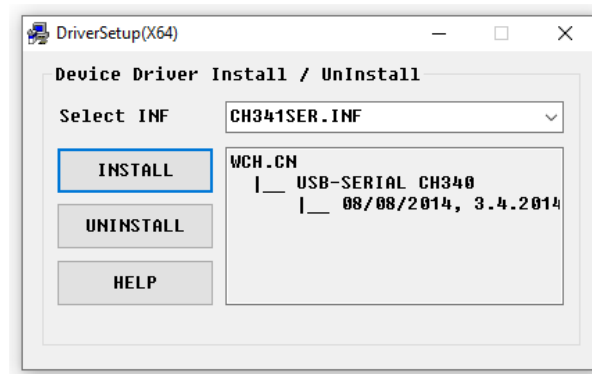 DriverSetup(X64)
Device Driver Install / UnInstall
Select INF
CH341SER.INF
INSTALL
UNINSTALL
HELP
WCH.CN
|__ USB-SERIAL CH340
|__ 08/08/2014, 3.4.2014